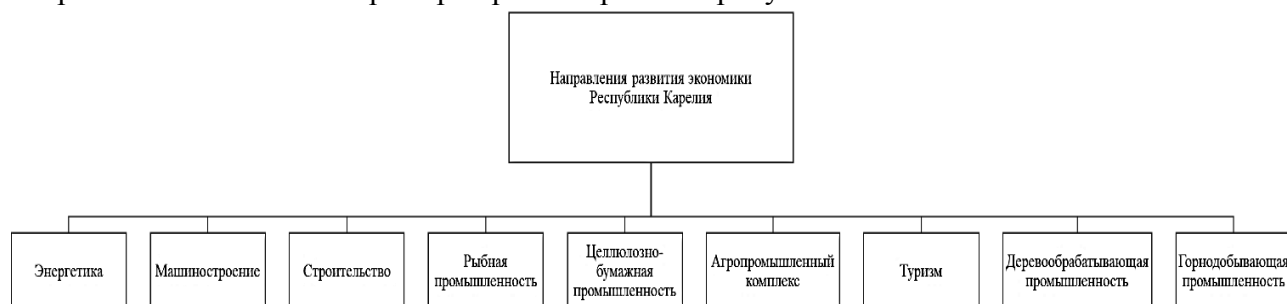 Направления развития экономики
Республики Карелия
Энергетика
Машиностроение
Строительство
Рыбная
промышленность
Целлюлозно-
бумажная
промышленность
Агропромышленный
комплекс
Туризм
Деревообрабатывающая
промышленность
Горнодобывающая
промышленность